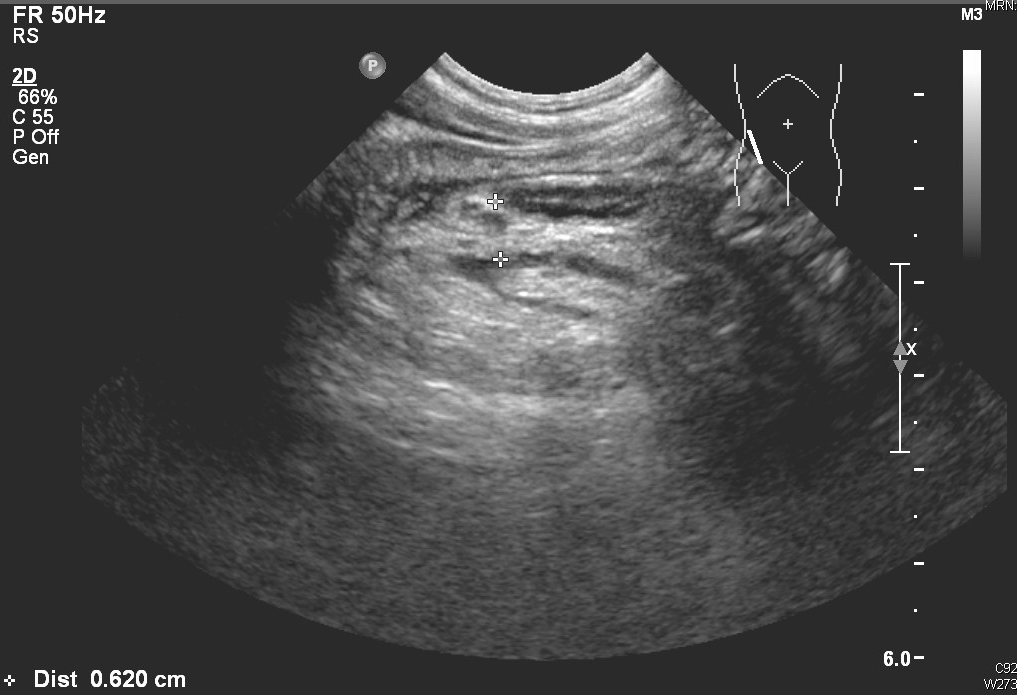 FR 50Hz
RS
2D
66%
C 55
P Off
Gen
P
MRN:
M3
X
6.0
C92
W273
Dist 0.620 cm